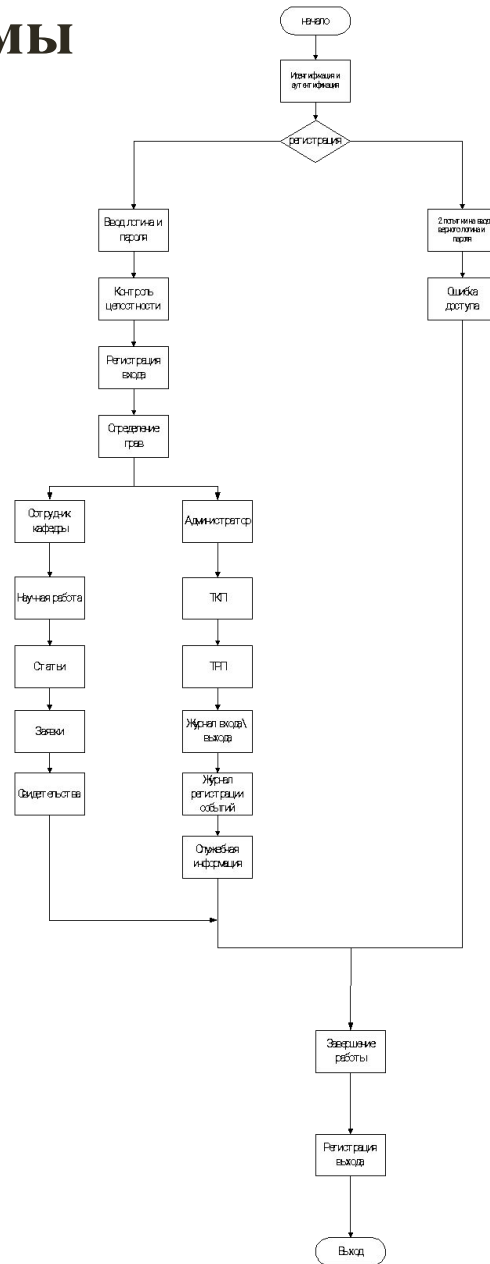 мы
начало
Идентификация и
аутентификация
регистрация
Ввод логина и
пароля
2 попытки на ввод
верного логина и
пароля
Контроль
целостности
Ошибка
доступа
Регистрация
входа
Определение
прав
Сотрудник
кафедры
Администратор
Научная работа
ТКП
Статьи
ТРП
Заявки
Журнал входа\
выхода
Свидетельства
Журнал
регистрации
событий
Служебная
информация
Завершение
работы
Регистрация
выхода
Выход